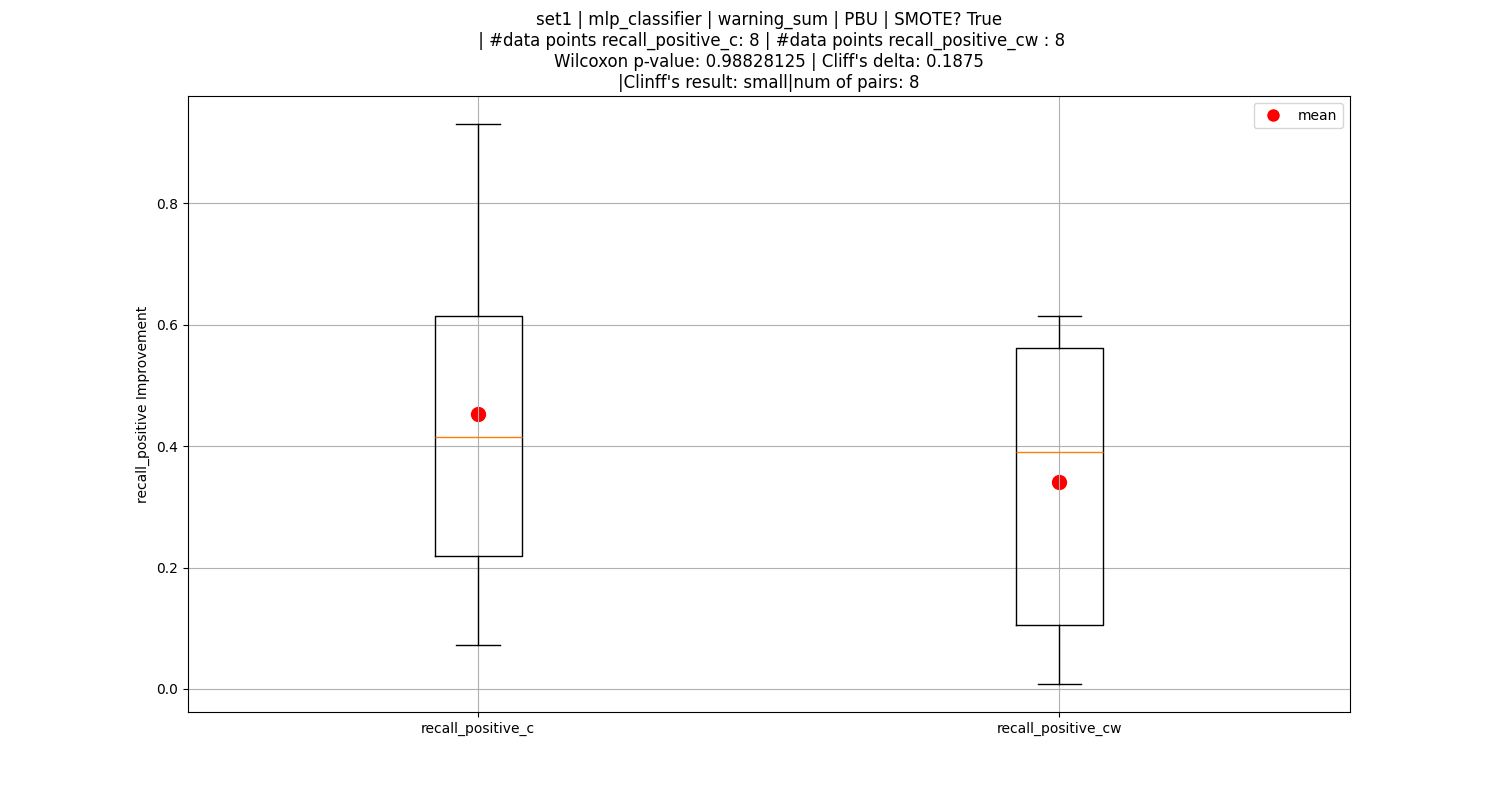 set1 | mlp_classifier | warning_sum | PBU | SMOTE? True
| #data points recall_positive_c: 8 | #data points recall_positive_cw : 8
Wilcoxon p-value: 0.98828125 | Cliff's delta: 0.1875
|Clinff's result: small|num of pairs: 8
mean
recall_positive Improvement
0.8
0.6
0.4
0.2
0.0
recall_positive_c
recall_positive_cw